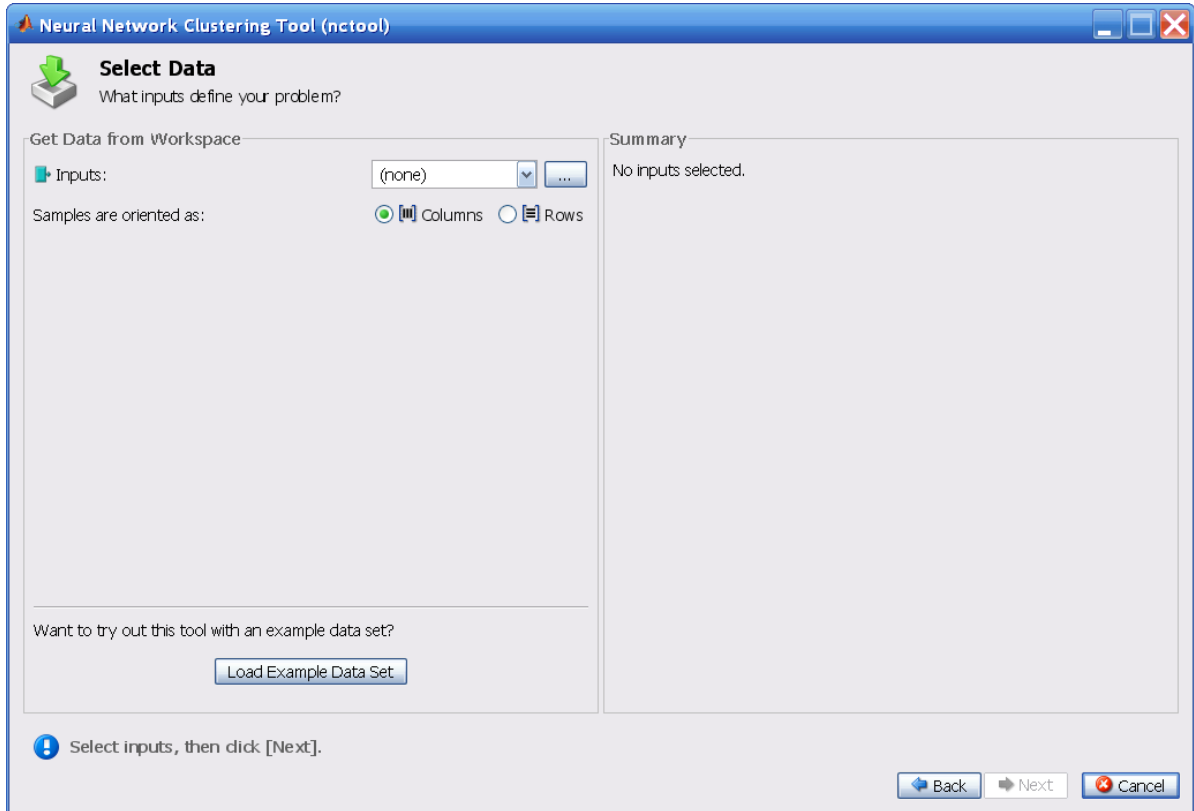 Neural Network Clustering Tool (nctool)
Select Data
What inputs define your problem?
Get Data from Workspace
Inputs: (none) ...
Samples are oriented as: Columns Rows
Want to try out this tool with an example data set?
Load Example Data Set
Summary
No inputs selected.
Select inputs, then click [Next].
Back Next Cancel